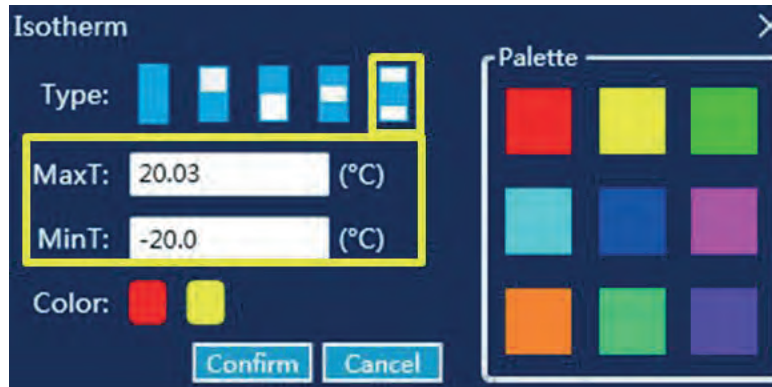 Isotherm
Type:
MaxT: 20.03 (°C)
MinT: -20.0 (°C)
Color:
Confirm Cancel
Palette